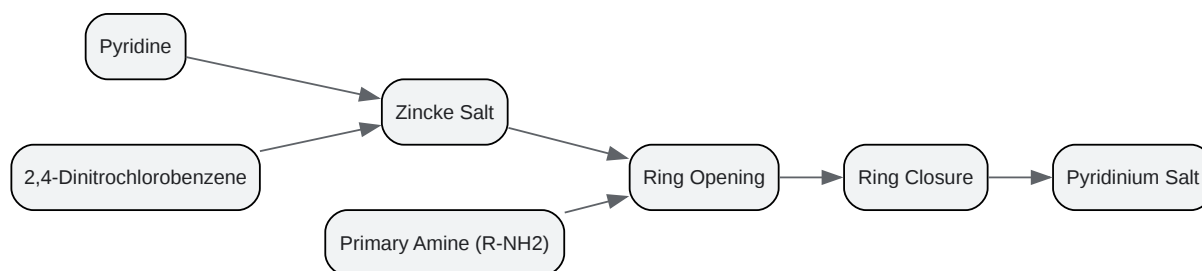 Pyridine
2,4-Dinitrochlorobenzene
Zincke Salt
Primary Amine (R-NH2)
Ring Opening
Ring Closure
Pyridinium Salt